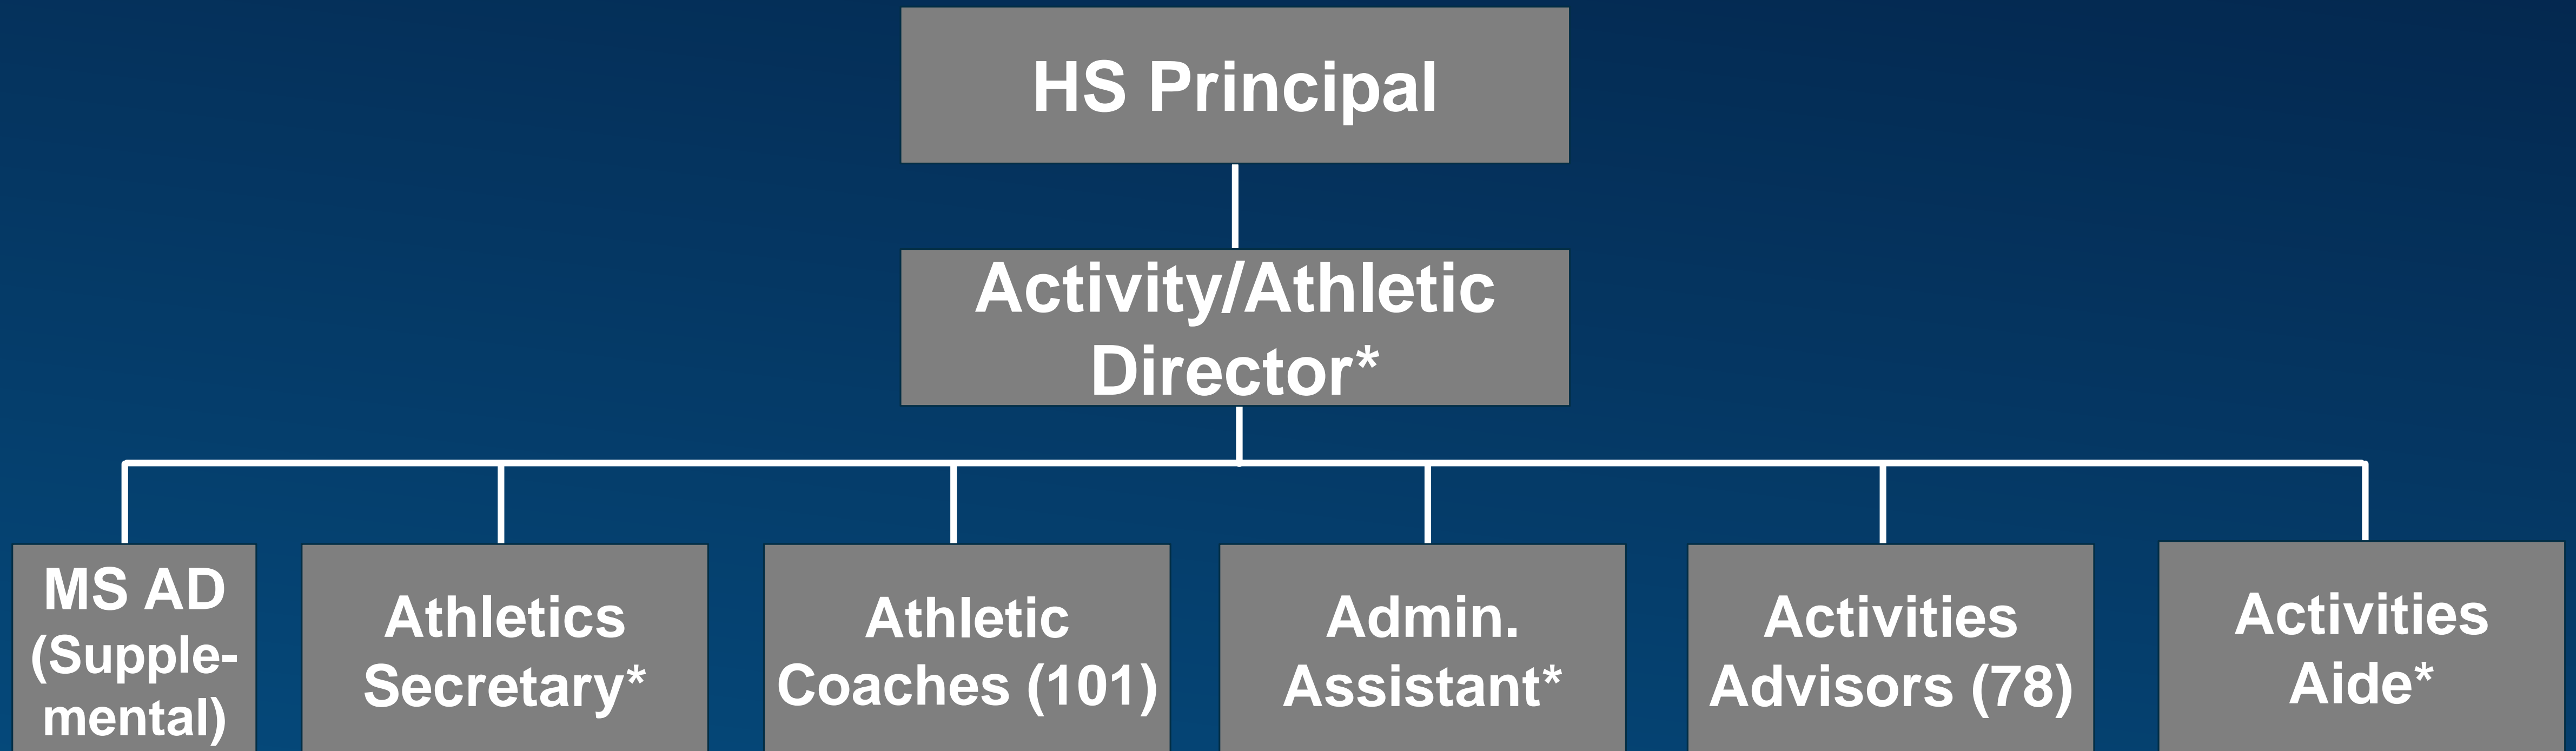 HS Principal
Activity/Athletic
Director*
MS AD
(Supple-
mental)
Athletics
Secretary*
Athletic
Coaches (101)
Admin.
Assistant*
Activities
Advisors (78)
Activities
Aide*